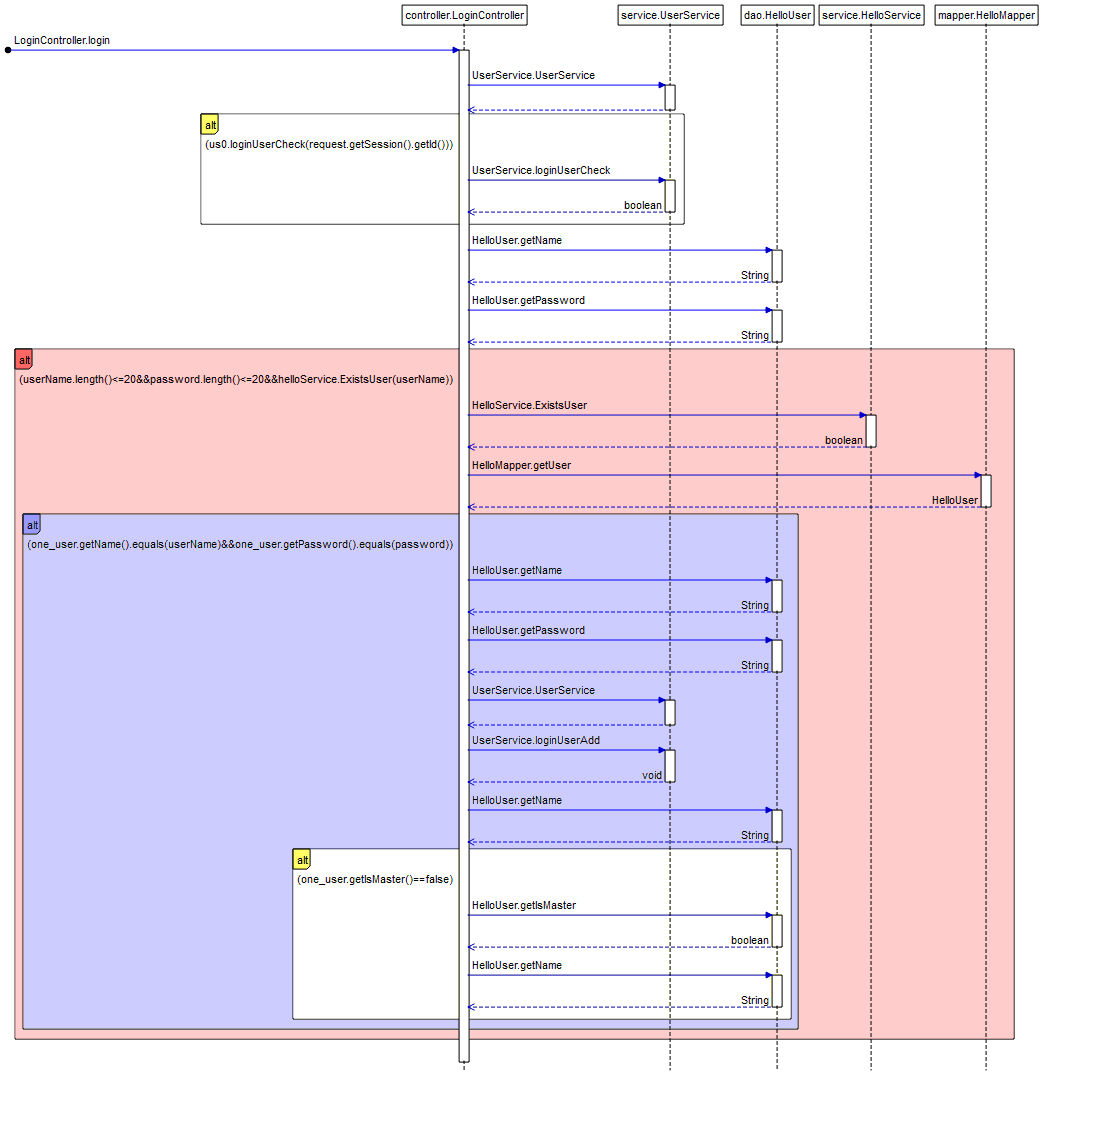 controller.LoginController
service.UserService
dao.HelloUser
service.HelloService
mapper.HelloMapper
LoginController.login
UserService.UserService
alt
(us0.loginUserCheck(request.getSession().getId()))
UserService.loginUserCheck
boolean
HelloUser.getName
String
HelloUser.getPassword
String
alt
(userName.length()<=20&&password.length()<=20&&helloService.ExistsUser(userName))
HelloService.ExistsUser
boolean
HelloMapper.getUser
HelloUser
alt
(one_user.getName().equals(userName)&&one_user.getPassword().equals(password))
HelloUser.getName
String
HelloUser.getPassword
String
UserService.UserService
UserService.loginUserAdd
void
HelloUser.getName
String
alt
(one_user.getIsMaster()==false)
HelloUser.getIsMaster
boolean
HelloUser.getName
String